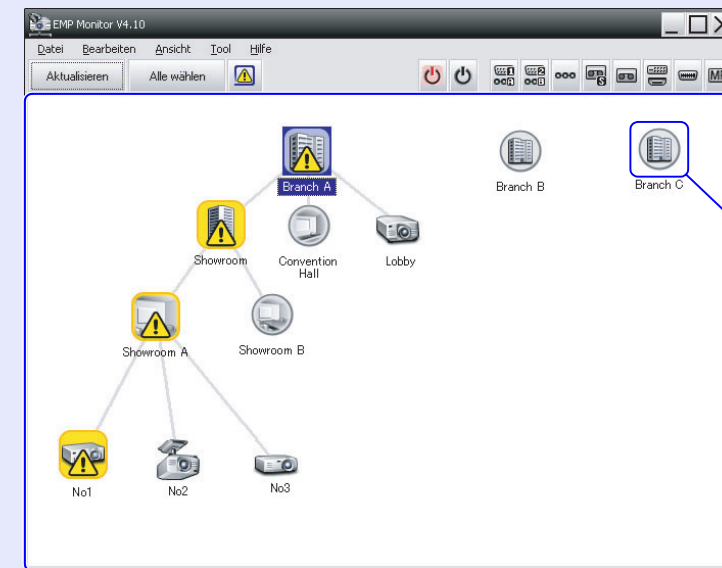 EMP Monitor V4.10
Datei Bearbeiten Ansicht Tool Hilfe
Aktualisieren Alle wählen
Branch A Branch B Branch C
Showroom Convention Hall Lobby
Showroom A Showroom B
No1 No2 No3